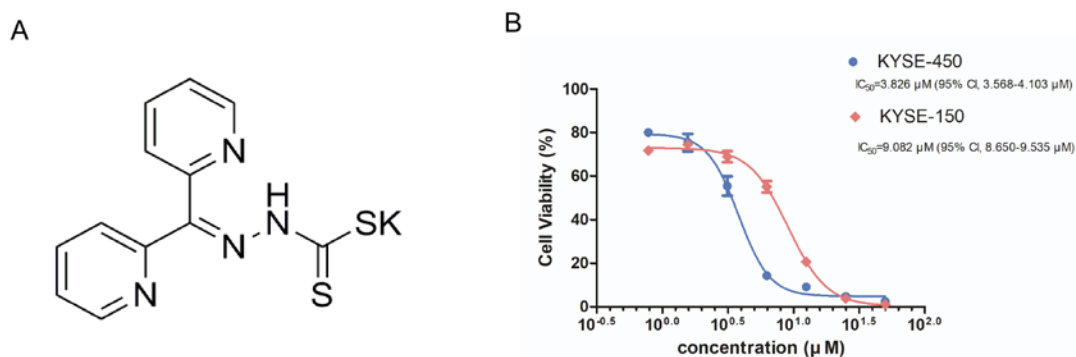 A
N
N
N
H
N
SK
S
B
KYSE-450
IC₅₀=3.826 µM (95% CI, 3.568-4.103 µM)
KYSE-150
IC₅₀=9.082 µM (95% CI, 8.650-9.535 µM)
Cell Viability (%)
100
80
60
40
20
0
10⁻⁰·⁵ 10⁰·⁰ 10⁰·⁵ 10¹·⁰ 10¹·⁵ 10²·⁰
concentration (µ M)